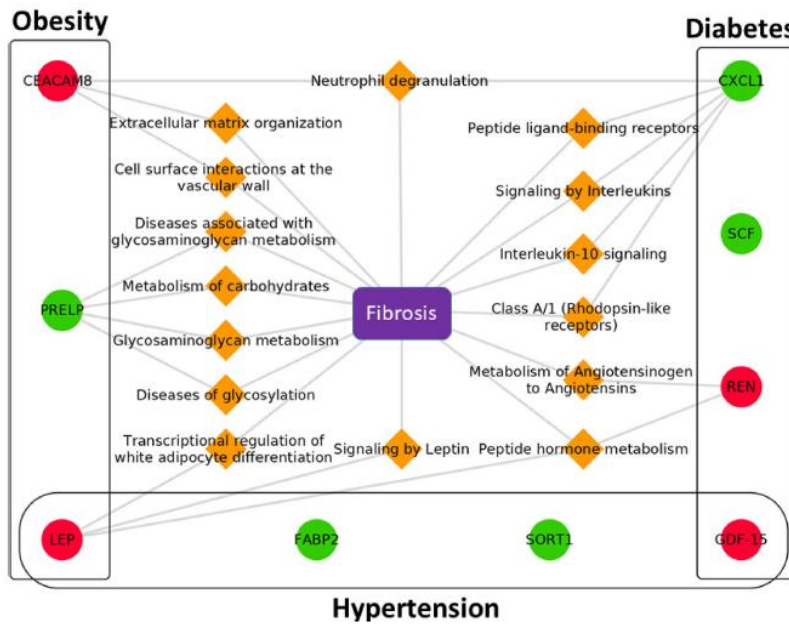 Obesity
Diabetes
CEACAM8
Neutrophil degranulation
CXCL1
Extracellular matrix organization
Peptide ligand-binding receptors
Cell surface interactions at the
vascular wall
Signaling by Interleukins
Diseases associated with
glycosaminoglycan metabolism
SCF
Interleukin-10 signaling
Metabolism of carbohydrates
PRELP
Fibrosis
Class A/1 (Rhodopsin-like
receptors)
Glycosaminoglycan metabolism
Metabolism of Angiotensinogen
to Angiotensins
REN
Diseases of glycosylation
Transcriptional regulation of
white adipocyte differentiation
Signaling by Leptin
Peptide hormone metabolism
LEP
FABP2
SORT1
GDF-15
Hypertension